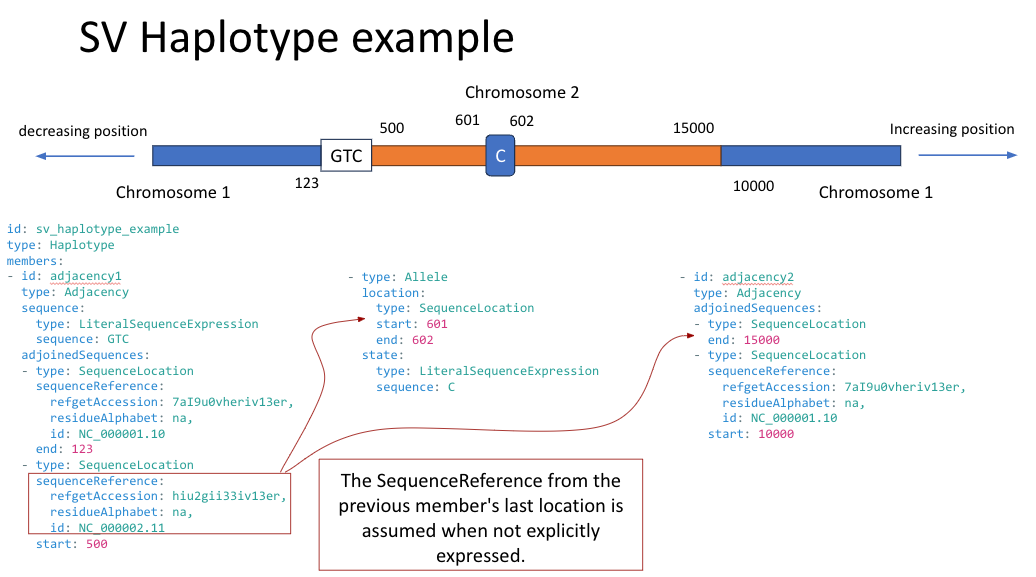 SV Haplotype example
Chromosome 2
decreasing position
500
601
602
15000
Increasing position
GTC
C
Chromosome 1
123
10000
Chromosome 1
id: sv_haplotype_example
type: Haplotype
members:
- id: adjacency1
type: Adjacency
sequence:
type: LiteralSequenceExpression
sequence: GTC
adjoinedSequences:
- type: SequenceLocation
sequenceReference:
refgetAccession: 7aI9u0vheriv13er,
residueAlphabet: na,
id: NC_000001.10
end: 123
- type: SequenceLocation
sequenceReference:
refgetAccession: hiu2gii33iv13er,
residueAlphabet: na,
id: NC_000002.11
start: 500
- type: Allele
location:
type: SequenceLocation
start: 601
end: 602
state:
type: LiteralSequenceExpression
sequence: C
- id: adjacency2
type: Adjacency
adjoinedSequences:
- type: SequenceLocation
end: 15000
- type: SequenceLocation
sequenceReference:
refgetAccession: 7aI9u0vheriv13er,
residueAlphabet: na,
id: NC_000001.10
start: 10000
The SequenceReference from the
previous member's last location is
assumed when not explicitly
expressed.